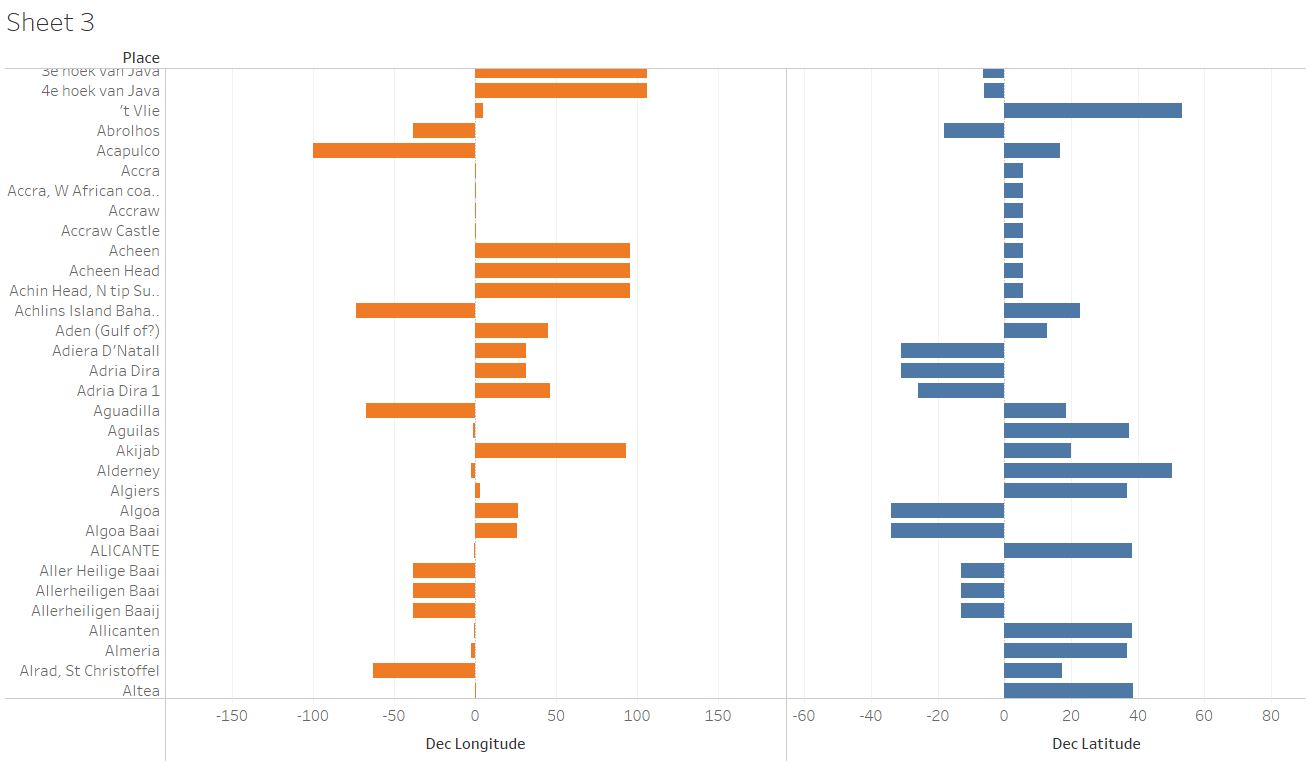 Sheet 3
Place
3e hoek van Java
4e hoek van Java
't Vlie
Abrolhos
Acapulco
Accra
Accra, W African coa..
Accraw
Accraw Castle
Acheen
Acheen Head
Achin Head, N tip Su..
Achlins Island Baha..
Aden (Gulf of?)
Adiera D'Natall
Adria Dira
Adria Dira 1
Aguadilla
Aguilas
Akijab
Alderney
Algiers
Algoa
Algoa Baai
ALICANTE
Aller Heilige Baai
Allerheiligen Baai
Allerheiligen Baaij
Allicanten
Almeria
Alrad, St Christoffel
Altea
-150 -100 -50 0 50 100 150 -60 -40 -20 0 20 40 60 80
Dec Longitude Dec Latitude